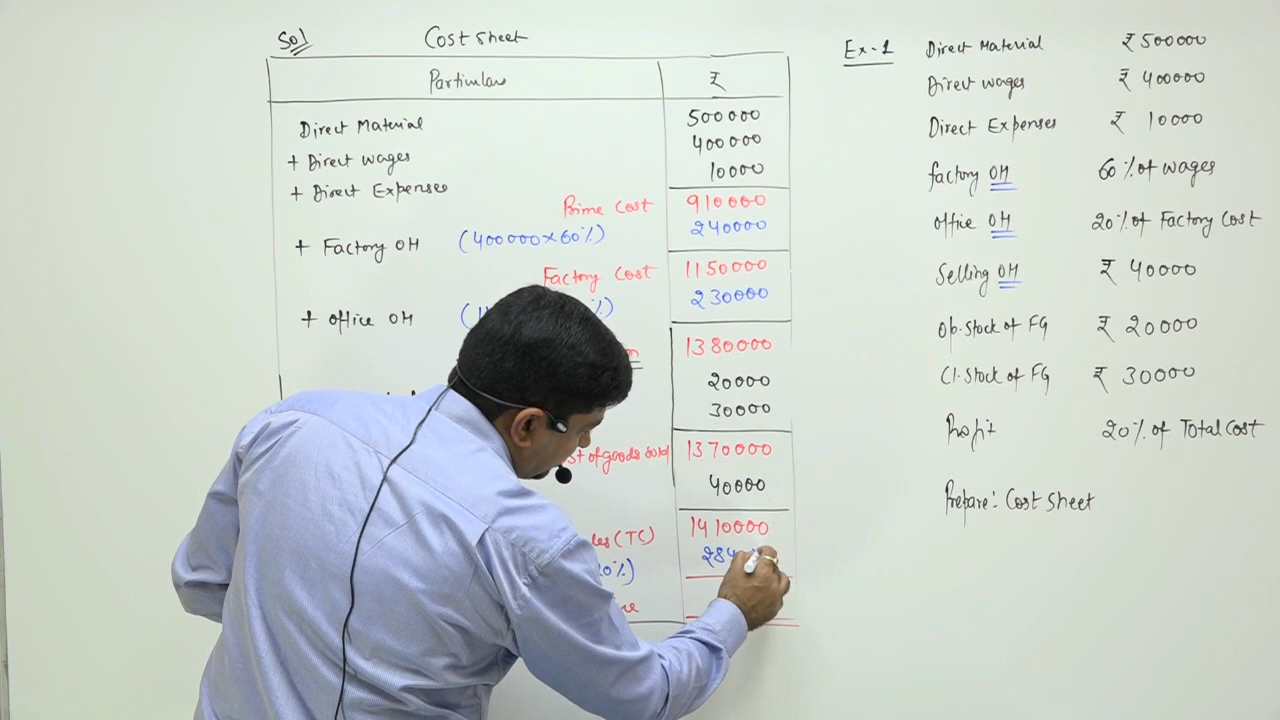 Sol Cost Sheet
Particulars ₹
Direct Material 500000
+ Direct Wages 400000
+ Direct Expenses 10000
Prime Cost 910000
+ Factory OH (400000×60%) 240000
Factory Cost 1150000
+ Office OH 230000
1380000
20000
30000
of goods sold 1370000
40000
(TC) 1410000
Ex-1 Direct Material ₹ 500000
Direct wages ₹ 400000
Direct Expenses ₹ 10000
factory OH 60% of wages
office OH 20% of Factory Cost
Selling OH ₹ 40000
Op. Stock of FG ₹ 20000
Cl. Stock of FG ₹ 30000
Profit 20% of Total Cost
Prepare: Cost Sheet